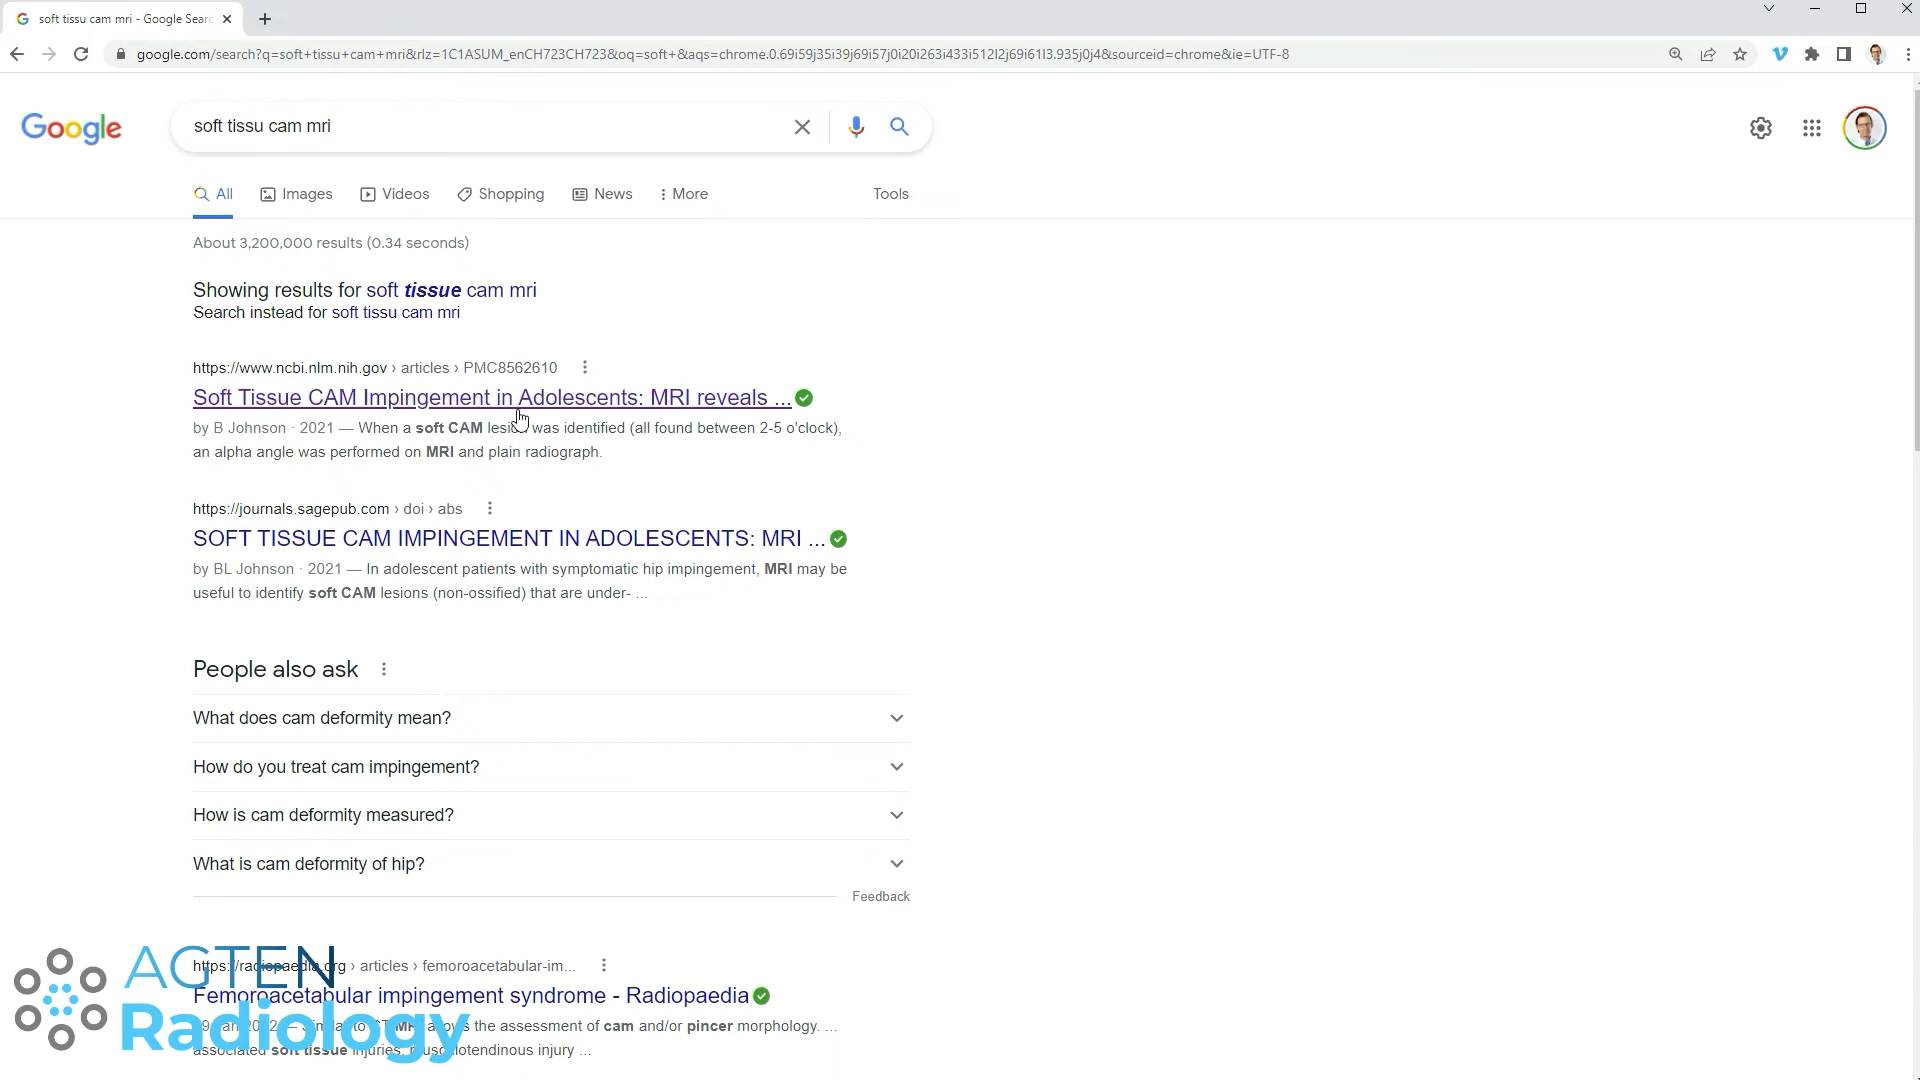 soft tissu cam mri - Google Sear
google.com/search?q=soft+tissu+cam+mri&rlz=1C1ASUM_enCH723CH723&oq=soft+&aqs=chrome.0.69i59j35i39j69i57j0i20i263i433i512l2j69i61l3.935j0j4&sourceid=chrome&ie=UTF-8
Google
soft tissu cam mri
All Images Videos Shopping News More Tools
About 3,200,000 results (0.34 seconds)
Showing results for soft tissue cam mri
Search instead for soft tissu cam mri
https://www.ncbi.nlm.nih.gov › articles › PMC8562610
Soft Tissue CAM Impingement in Adolescents: MRI reveals ...
by B Johnson · 2021 — When a soft CAM lesion was identified (all found between 2-5 o'clock),
an alpha angle was performed on MRI and plain radiograph.
https://journals.sagepub.com › doi › abs
SOFT TISSUE CAM IMPINGEMENT IN ADOLESCENTS: MRI ...
by BL Johnson · 2021 — In adolescent patients with symptomatic hip impingement, MRI may be
useful to identify soft CAM lesions (non-ossified) that are under- ...
People also ask
What does cam deformity mean?
How do you treat cam impingement?
How is cam deformity measured?
What is cam deformity of hip?
Feedback
https://radiopaedia.org › articles › femoroacetabular-im...
Femoroacetabular impingement syndrome - Radiopaedia
the assessment of cam and/or pincer morphology. ...
associated soft tissue injuries, musculotendinous injury ...
AGTEN
Radiology